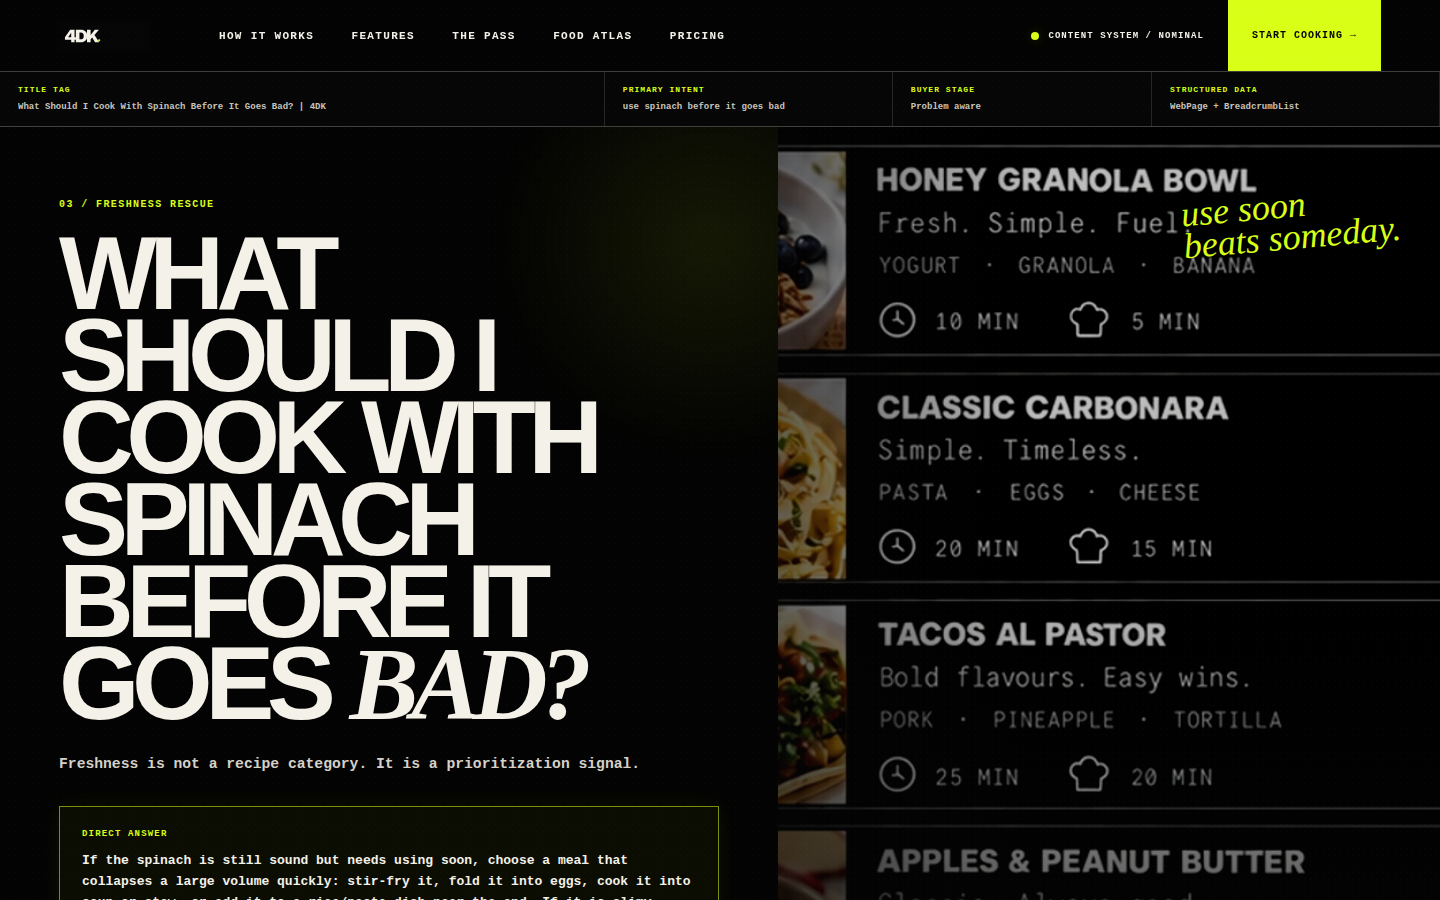 4DK.
HOW IT WORKS
FEATURES
THE PASS
FOOD ATLAS
PRICING
CONTENT SYSTEM / NOMINAL
START COOKING →
TITLE TAG
What Should I Cook With Spinach Before It Goes Bad? | 4DK
PRIMARY INTENT
use spinach before it goes bad
BUYER STAGE
Problem aware
STRUCTURED DATA
WebPage + BreadcrumbList
03 / FRESHNESS RESCUE
WHAT
SHOULD I
COOK WITH
SPINACH
BEFORE IT
GOES BAD?
Freshness is not a recipe category. It is a prioritization signal.
DIRECT ANSWER
If the spinach is still sound but needs using soon, choose a meal that
collapses a large volume quickly: stir-fry it, fold it into eggs, cook it into
HONEY GRANOLA BOWL
Fresh. Simple. Fuel.
YOGURT · GRANOLA · BANANA
10 MIN 5 MIN
use soon
beats someday.
CLASSIC CARBONARA
Simple. Timeless.
PASTA · EGGS · CHEESE
20 MIN 15 MIN
TACOS AL PASTOR
Bold flavours. Easy wins.
PORK · PINEAPPLE · TORTILLA
25 MIN 20 MIN
APPLES & PEANUT BUTTER